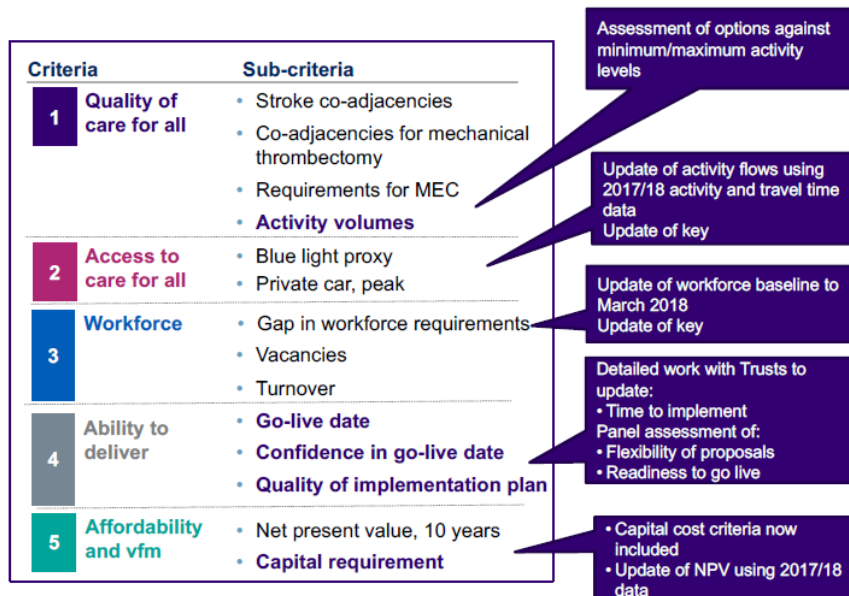 Criteria
Sub-criteria
1
Quality of
care for all
• Stroke co-adjacencies
• Co-adjacencies for mechanical
thrombectomy
• Requirements for MEC
• Activity volumes
2
Access to
care for all
• Blue light proxy
• Private car, peak
3
Workforce
• Gap in workforce requirements
• Vacancies
• Turnover
4
Ability to
deliver
• Go-live date
• Confidence in go-live date
• Quality of implementation plan
5
Affordability
and vfm
• Net present value, 10 years
• Capital requirement
Assessment of options against
minimum/maximum activity
levels
Update of activity flows using
2017/18 activity and travel time
data
Update of key
Update of workforce baseline to
March 2018
Update of key
Detailed work with Trusts to
update:
• Time to implement
Panel assessment of:
• Flexibility of proposals
• Readiness to go live
• Capital cost criteria now
included
• Update of NPV using 2017/18
data